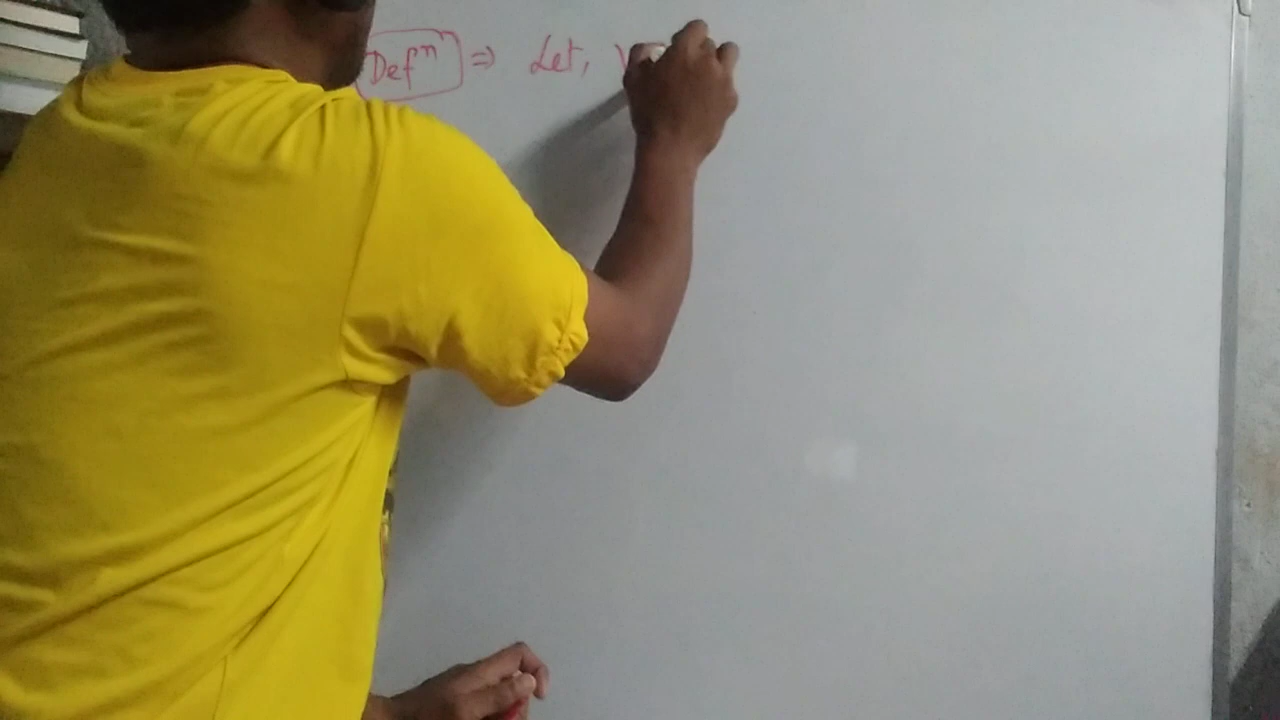 Defⁿ ⇒ Let,